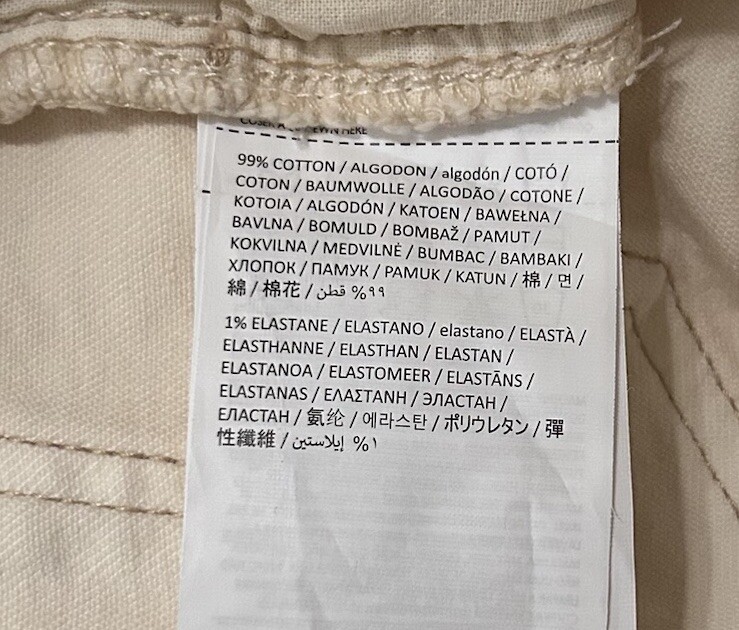 99% COTTON / ALGODON / algodón / COTÓ /
COTON / BAUMWOLLE / ALGODÃO / COTONE /
KOTOIA / ALGODÓN / KATOEN / BAWEŁNA /
BAVLNA / BOMULD / BOMBAŽ / PAMUT /
KOKVILNA / MEDVILNĖ / BUMBAC / BAMBAKI /
ХЛОПОК / ПАМУК / PAMUK / KATUN / 棉 / 면 /
綿 / 棉花 / قطن %٩٩
1% ELASTANE / ELASTANO / elastano / ELASTÀ /
ELASTHANNE / ELASTHAN / ELASTAN /
ELASTANOA / ELASTOMEER / ELASTĀNS /
ELASTANAS / ΕΛΑΣΤΑΝΗ / ЭЛАСТАН /
ЕЛАСТАН / 氨纶 / 에라스탄 / ポリウレタン / 彈
性纖維 / إيلاستين %١